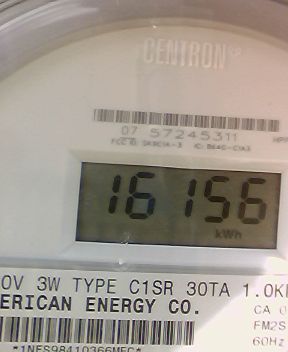 CENTRON
07 57245311
16156
kWh
0V 3W TYPE C1SR 30TA 1.0K
ERICAN ENERGY CO.
CA 0
FM2S
60Hz
*1NES98410366MFC*